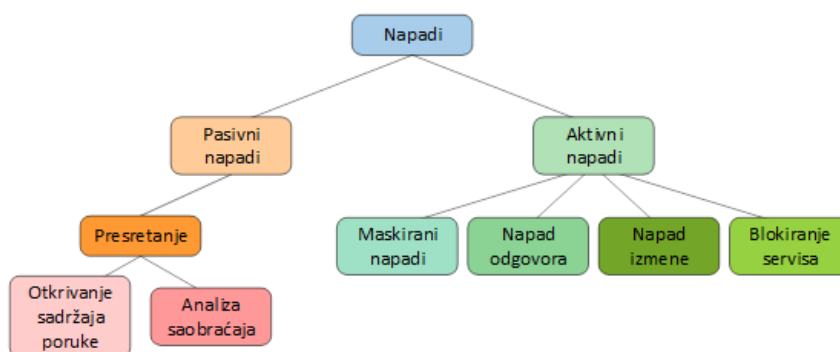 Napadi
Pasivni
napadi
Aktivni
napadi
Presretanje
Maskirani
napadi
Napad
odgovora
Napad
izmene
Blokiranje
servisa
Otkrivanje
sadržaja
poruke
Analiza
saobraćaja